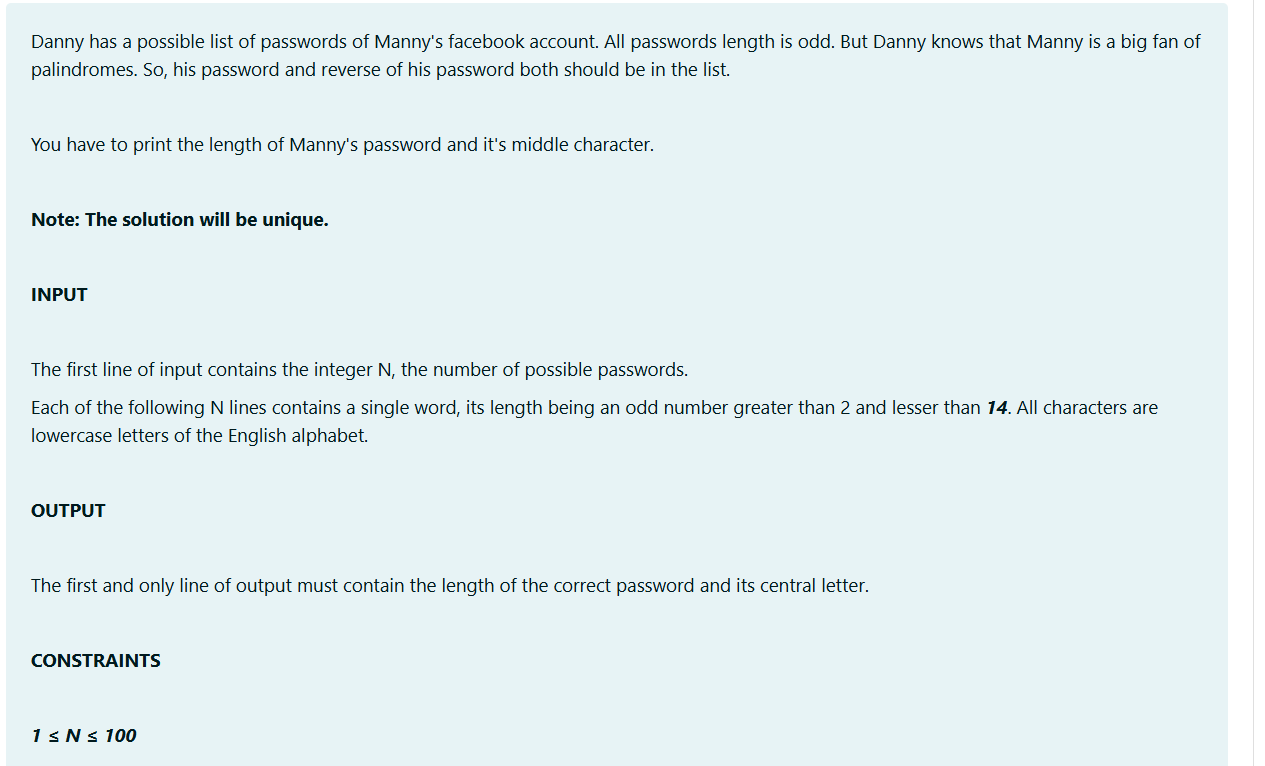 Danny has a possible list of passwords of Manny's facebook account. All passwords length is odd. But Danny knows that Manny is a big fan of
palindromes. So, his password and reverse of his password both should be in the list.
You have to print the length of Manny's password and it's middle character.
Note: The solution will be unique.
INPUT
The first line of input contains the integer N, the number of possible passwords.
Each of the following N lines contains a single word, its length being an odd number greater than 2 and lesser than 14. All characters are
lowercase letters of the English alphabet.
OUTPUT
The first and only line of output must contain the length of the correct password and its central letter.
CONSTRAINTS
1 ≤ N ≤ 100